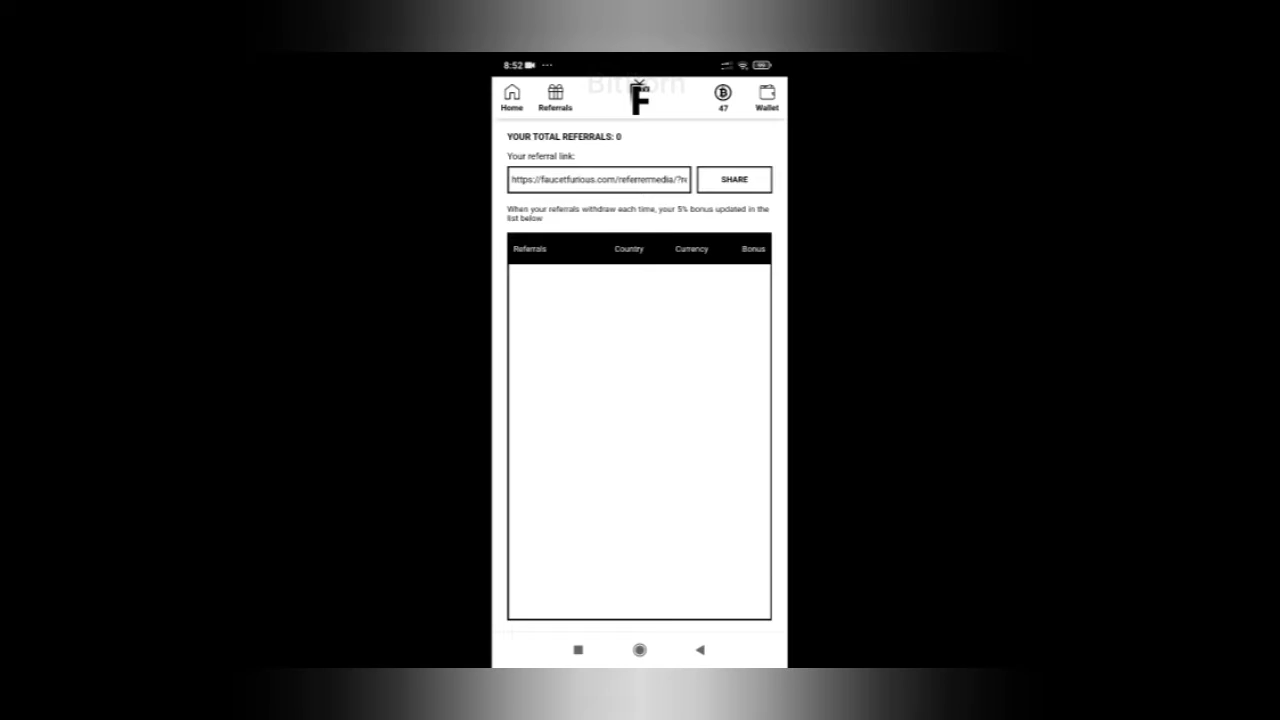 8:52
Home
Referrals
F
47
Wallet
YOUR TOTAL REFERRALS: 0
Your referral link:
https://faucetfurious.com/referrermedia/?r
SHARE
When your referrals withdraw each time, your 5% bonus updated in the
list below
Referrals Country Currency Bonus